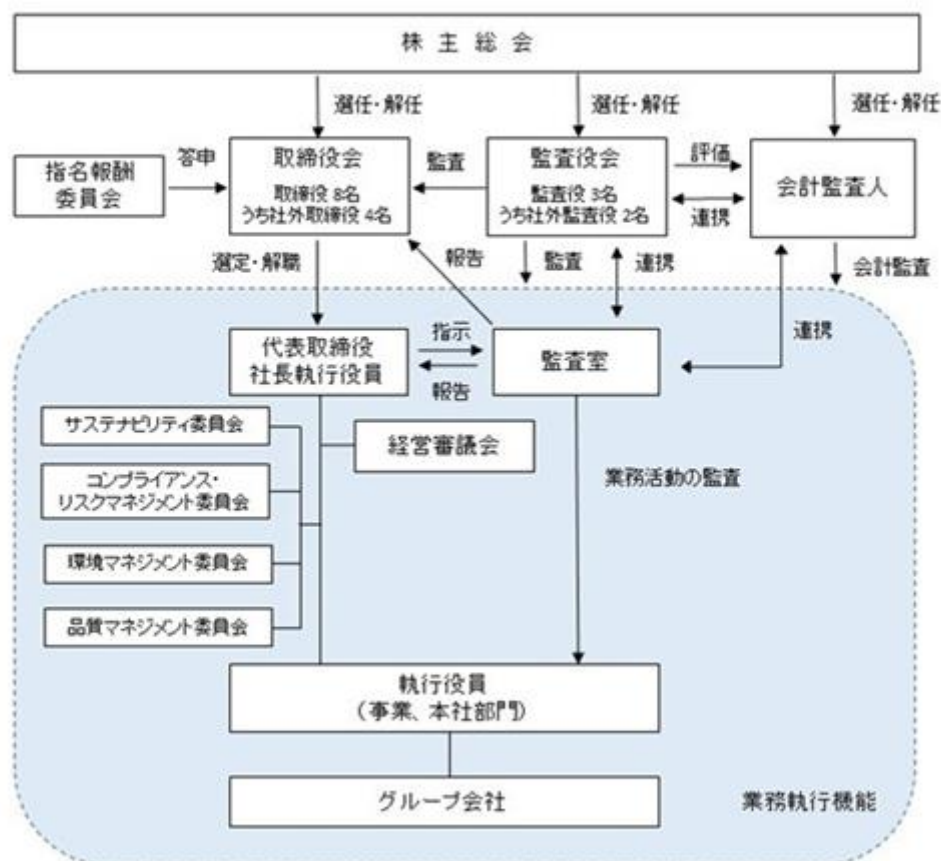 株主総会
選任・解任
選任・解任
選任・解任
指名報酬
委員会
答申
取締役会
取締役 8名
うち社外取締役 4名
監査
監査役会
監査役 3名
うち社外監査役 2名
評価
連携
会計監査人
選定・解職
報告
監査
連携
会計監査
連携
代表取締役
社長執行役員
指示
報告
監査室
サステナビリティ委員会
経営審議会
コンプライアンス・
リスクマネジメント委員会
業務活動の監査
環境マネジメント委員会
品質マネジメント委員会
執行役員
(事業、本社部門)
グループ会社
業務執行機能